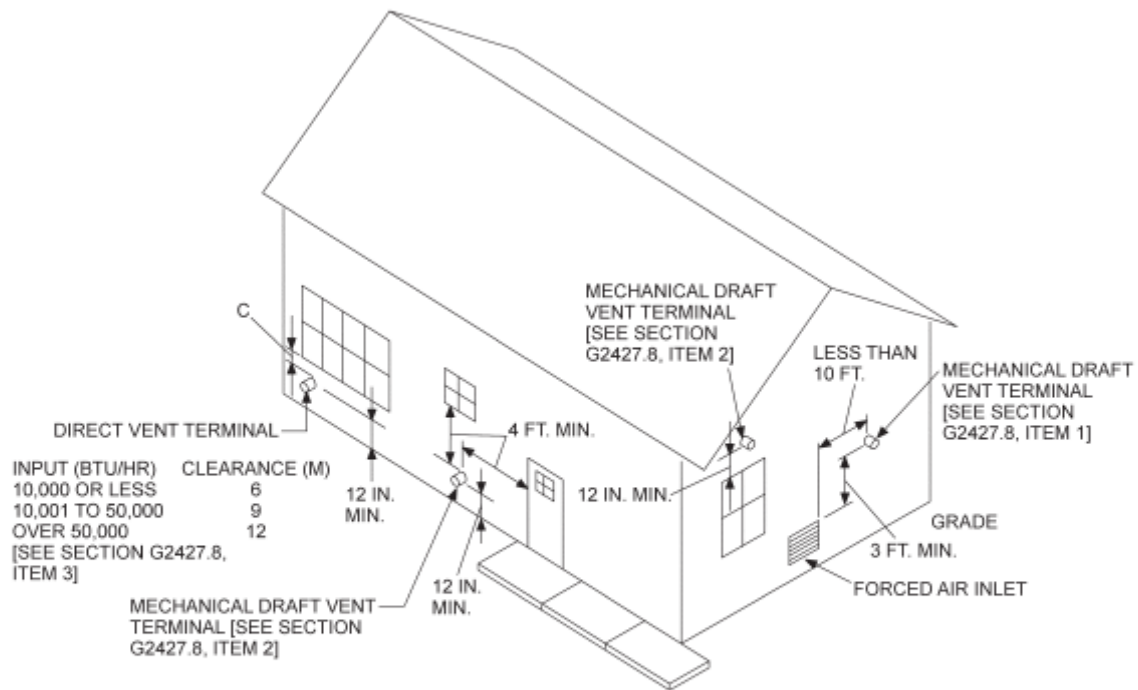 MECHANICAL DRAFT
VENT TERMINAL
[SEE SECTION
G2427.8, ITEM 2]
LESS THAN
10 FT.
MECHANICAL DRAFT
VENT TERMINAL
[SEE SECTION
G2427.8, ITEM 1]
C
DIRECT VENT TERMINAL
4 FT. MIN.
INPUT (BTU/HR) CLEARANCE (M)
10,000 OR LESS 6
10,001 TO 50,000 9
OVER 50,000 12
[SEE SECTION G2427.8,
ITEM 3]
12 IN.
MIN.
12 IN. MIN.
GRADE
3 FT. MIN.
FORCED AIR INLET
12 IN.
MIN.
MECHANICAL DRAFT VENT
TERMINAL [SEE SECTION
G2427.8, ITEM 2]